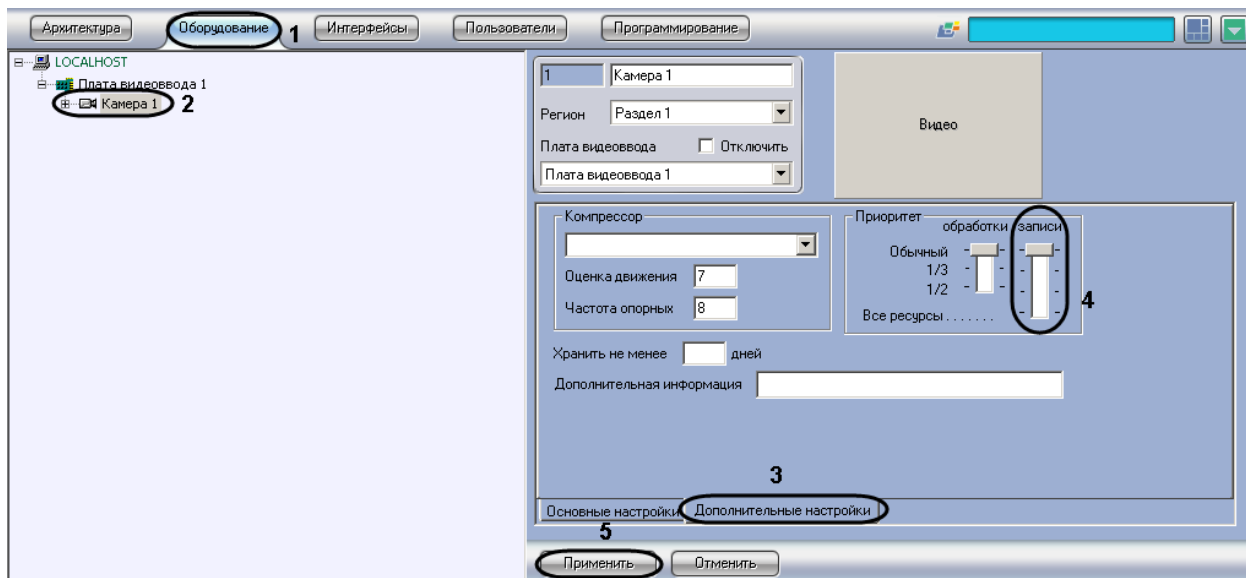 Архитектура Оборудование 1 Интерфейсы Пользователи Программирование
LOCALHOST
Плата видеоввода 1
Камера 1 2
1 Камера 1
Регион Раздел 1
Плата видеоввода Отключить
Плата видеоввода 1
Видео
Компрессор
Оценка движения 7
Частота опорных 8
Приоритет
обработки записи
Обычный
1/3
1/2
4
Все ресурсы . . . . . . .
Хранить не менее дней
Дополнительная информация
3
Основные настройки Дополнительные настройки
5
Применить Отменить